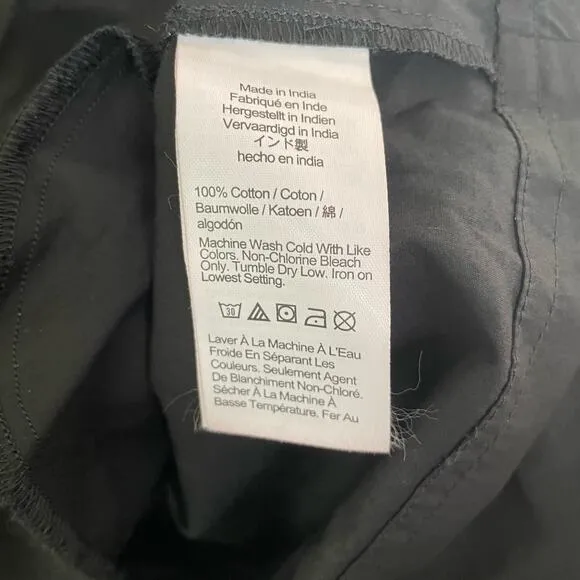 Made in India
Fabriqué en Inde
Hergestellt in Indien
Vervaardigd in India
インド製
hecho en india
100% Cotton / Coton /
Baumwolle / Katoen / 綿 /
algodón
Machine Wash Cold With Like
Colors. Non-Chlorine Bleach
Only. Tumble Dry Low. Iron on
Lowest Setting.
30
Laver À La Machine À L'Eau
Froide En Séparant Les
Couleurs. Seulement Agent
De Blanchiment Non-Chloré.
Sécher À La Machine À
Basse Température. Fer Au